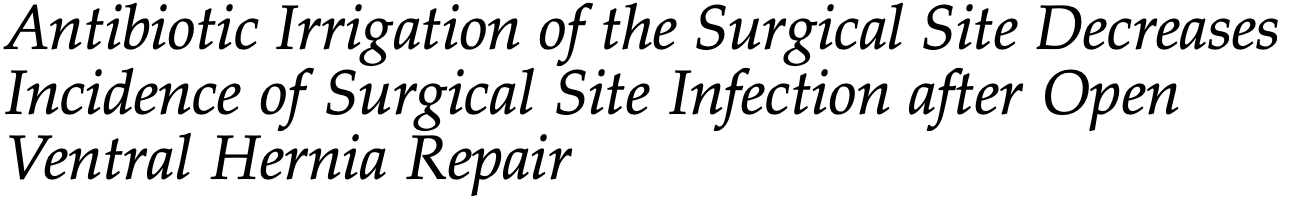 Antibiotic Irrigation of the Surgical Site Decreases
Incidence of Surgical Site Infection after Open
Ventral Hernia Repair